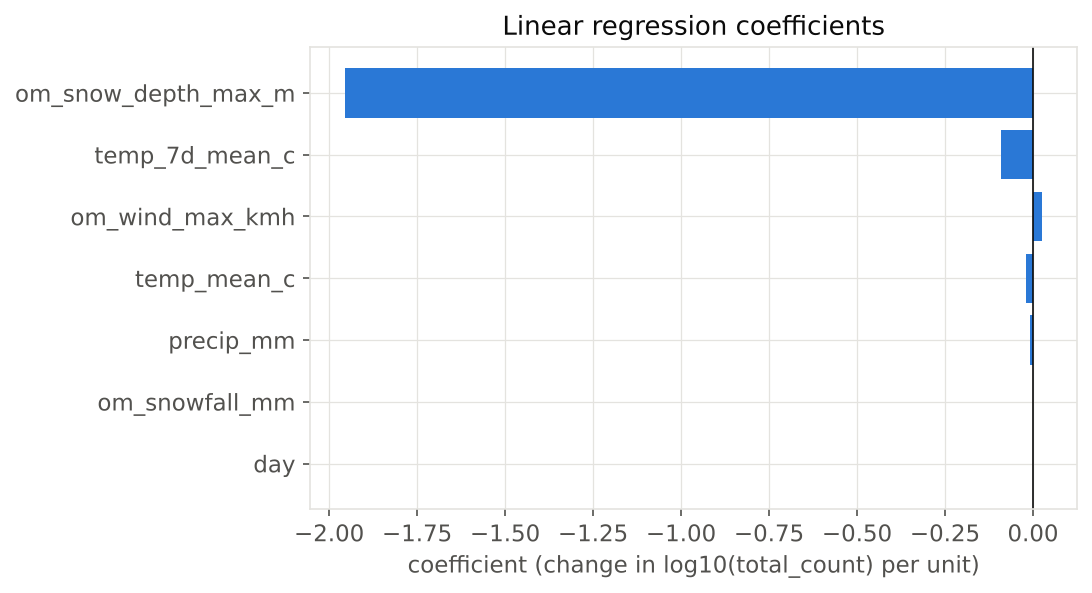 Linear regression coefficients
om_snow_depth_max_m
temp_7d_mean_c
om_wind_max_kmh
temp_mean_c
precip_mm
om_snowfall_mm
day
−2.00 −1.75 −1.50 −1.25 −1.00 −0.75 −0.50 −0.25 0.00
coefficient (change in log10(total_count) per unit)